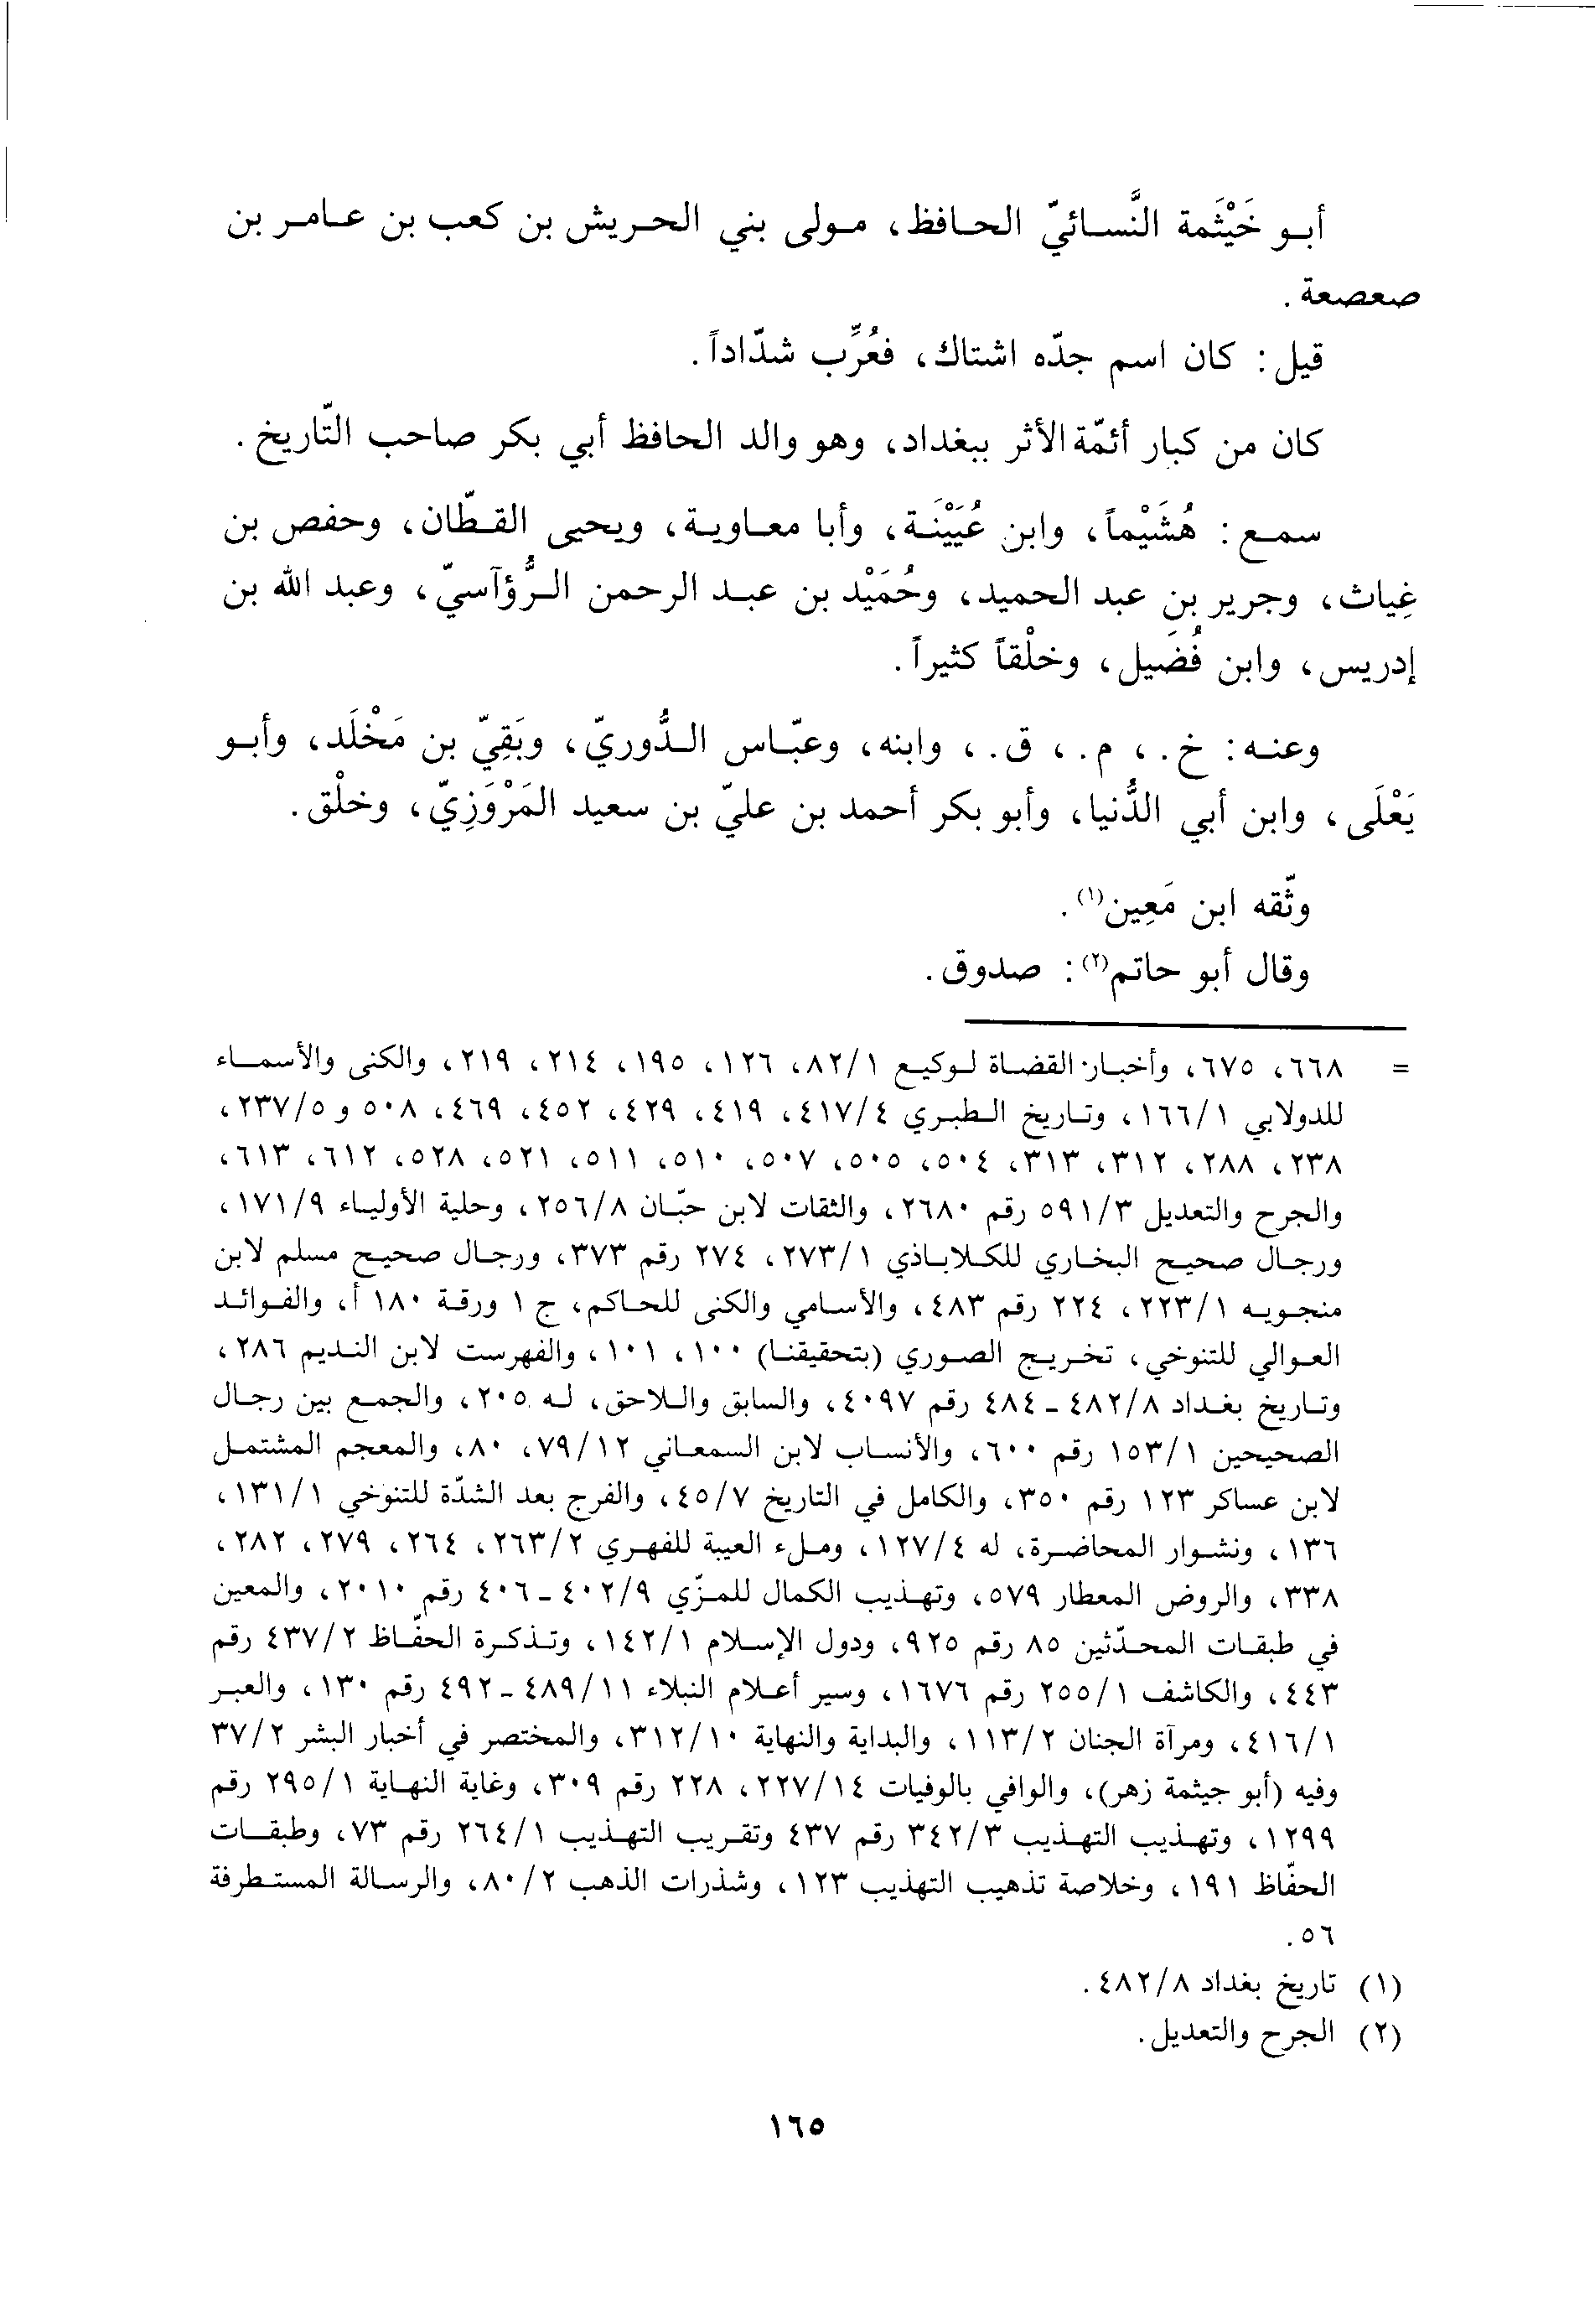 أبو خَيْثَمة النَّسائيّ الحافظ، مولى بني الحريش بن كعب بن عامر بن
صعصعة.
قيل: كان اسم جدّه اشتاك، فعُرِّب شدّاداً.
كان من كبار أئمّة الأثر ببغداد، وهو والد الحافظ أبي بكر صاحب التّاريخ.
سمع: هُشَيْماً، وابن عُيَيْنَة، وأبا معاوية، ويحيى القطّان، وحفص بن
غِياث، وجرير بن عبد الحميد، وحُمَيْد بن عبد الرحمن الرُّؤآسيّ، وعبد الله بن
إدريس، وابن فُضَيل، وخلْقاً كثيراً.
وعنه: خ.، م.، ق.، وابنه، وعبّاس الدُّوريّ، وبَقِيّ بن مَخْلَد، وأبو
يَعْلَى، وابن أبي الدُّنيا، وأبو بكر أحمد بن عليّ بن سعيد المَرْوَزِيّ، وخلْق.
وثّقه ابن مَعِين(١).
وقال أبو حاتم(٢): صدوق.
= ٦٦٨، ٦٧٥، وأخبار القضاة لوكيع ١/٨٢، ١٢٦، ١٩٥، ٢١٤، ٢١٩، والكنى والأسماء
للدولابي ١/١٦٦، وتاريخ الطبري ٤/٤١٧، ٤١٩، ٤٢٩، ٤٥٢، ٤٦٩، ٥٠٨ و ٥/٢٣٧،
٢٣٨، ٢٨٨، ٣١٢، ٣١٣، ٥٠٤، ٥٠٥، ٥٠٧، ٥١٠، ٥١١، ٥٢١، ٥٢٨، ٦١٢، ٦١٣،
والجرح والتعديل ٣/٥٩١ رقم ٢٦٨٠، والثقات لابن حبّان ٨/٢٥٦، وحلية الأولياء ٩/١٧١،
ورجال صحيح البخاري للكلاباذي ١/٢٧٣، ٢٧٤ رقم ٣٧٣، ورجال صحيح مسلم لابن
منجويه ١/٢٢٣، ٢٢٤ رقم ٤٨٣، والأسامي والكنى للحاكم، ج ١ ورقة ١٨٠ أ، والفوائد
العوالي للتنوخي، تخريج الصوري (بتحقيقنا) ١٠٠، ١٠١، والفهرست لابن النديم ٢٨٦،
وتاريخ بغداد ٨/٤٨٢ - ٤٨٤ رقم ٤٠٩٧، والسابق واللاحق، له ٢٠٥، والجمع بين رجال
الصحيحين ١/١٥٣ رقم ٦٠٠، والأنساب لابن السمعاني ١٢/٧٩، ٨٠، والمعجم المشتمل
لابن عساكر ١٢٣ رقم ٣٥٠، والكامل في التاريخ ٧/٤٥، والفرج بعد الشدّة للتنوخي ١/١٣١،
١٣٦، ونشوار المحاضرة، له ٤/١٢٧، وملء العيبة للفهري ٢/٢٦٣، ٢٦٤، ٢٧٩، ٢٨٢،
٣٣٨، والروض المعطار ٥٧٩، وتهذيب الكمال للمزّي ٩/٤٠٢ - ٤٠٦ رقم ٢٠١٠، والمعين
في طبقات المحدّثين ٨٥ رقم ٩٢٥، ودول الإسلام ١/١٤٢، وتذكرة الحفّاظ ٢/٤٣٧ رقم
٤٤٣، والكاشف ١/٢٥٥ رقم ١٦٧٦، وسير أعلام النبلاء ١١/٤٨٩ - ٤٩٢ رقم ١٣٠، والعبر
١/٤١٦، ومرآة الجنان ٢/١١٣، والبداية والنهاية ١٠/٣١٢، والمختصر في أخبار البشر ٢/٣٧
وفيه (أبو جيثمة زهر)، والوافي بالوفيات ١٤/٢٢٧، ٢٢٨ رقم ٣٠٩، وغاية النهاية ١/٢٩٥ رقم
١٢٩٩، وتهذيب التهذيب ٣/٣٤٢ رقم ٤٣٧ وتقريب التهذيب ١/٢٦٤ رقم ٧٣، وطبقات
الحفّاظ ١٩١، وخلاصة تذهيب التهذيب ١٢٣، وشذرات الذهب ٢/٨٠، والرسالة المستطرفة
٥٦.
(١) تاريخ بغداد ٨/٤٨٢.
(٢) الجرح والتعديل.
١٦٥